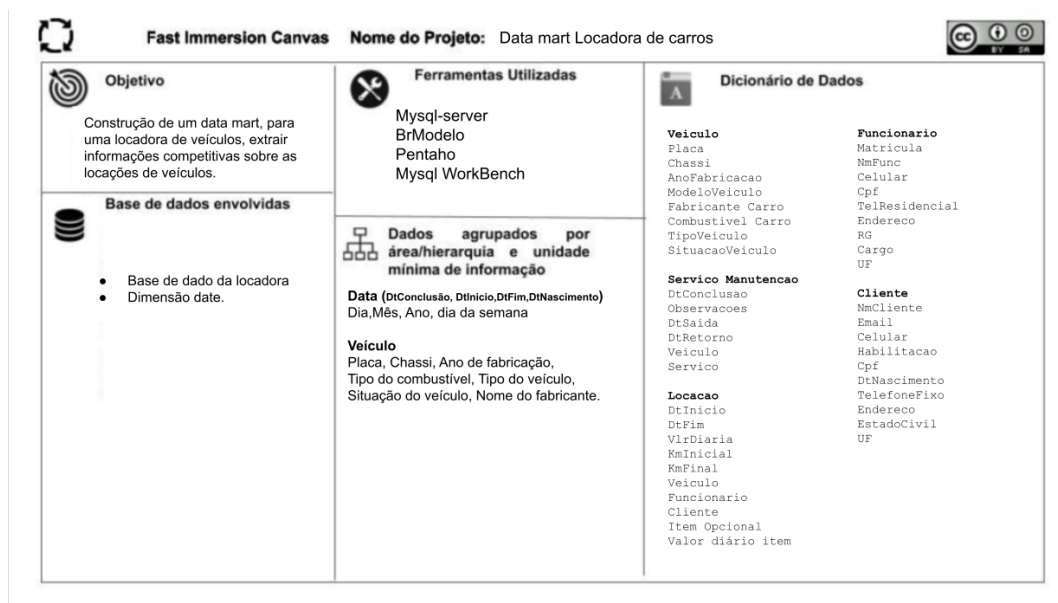 Fast Immersion Canvas Nome do Projeto: Data mart Locadora de carros
cc BY SA
Objetivo
Construção de um data mart, para
uma locadora de veículos, extrair
informações competitivas sobre as
locações de veículos.
Base de dados envolvidas
● Base de dado da locadora
● Dimensão date.
Ferramentas Utilizadas
Mysql-server
BrModelo
Pentaho
Mysql WorkBench
Dados agrupados por
área/hierarquia e unidade
mínima de informação
Data (DtConclusão, DtInicio,DtFim,DtNascimento)
Dia,Mês, Ano, dia da semana
Veículo
Placa, Chassi, Ano de fabricação,
Tipo do combustível, Tipo do veículo,
Situação do veículo, Nome do fabricante.
A
Dicionário de Dados
Veiculo
Placa
Chassi
AnoFabricacao
ModeloVeiculo
Fabricante Carro
Combustivel Carro
TipoVeiculo
SituacaoVeiculo
Servico Manutencao
DtConclusao
Observacoes
DtSaida
DtRetorno
Veiculo
Servico
Locacao
DtInicio
DtFim
VlrDiaria
KmInicial
KmFinal
Veiculo
Funcionario
Cliente
Item Opcional
Valor diário item
Funcionario
Matricula
NmFunc
Celular
Cpf
TelResidencial
Endereco
RG
Cargo
UF
Cliente
NmCliente
Email
Celular
Habilitacao
Cpf
DtNascimento
TelefoneFixo
Endereco
EstadoCivil
UF